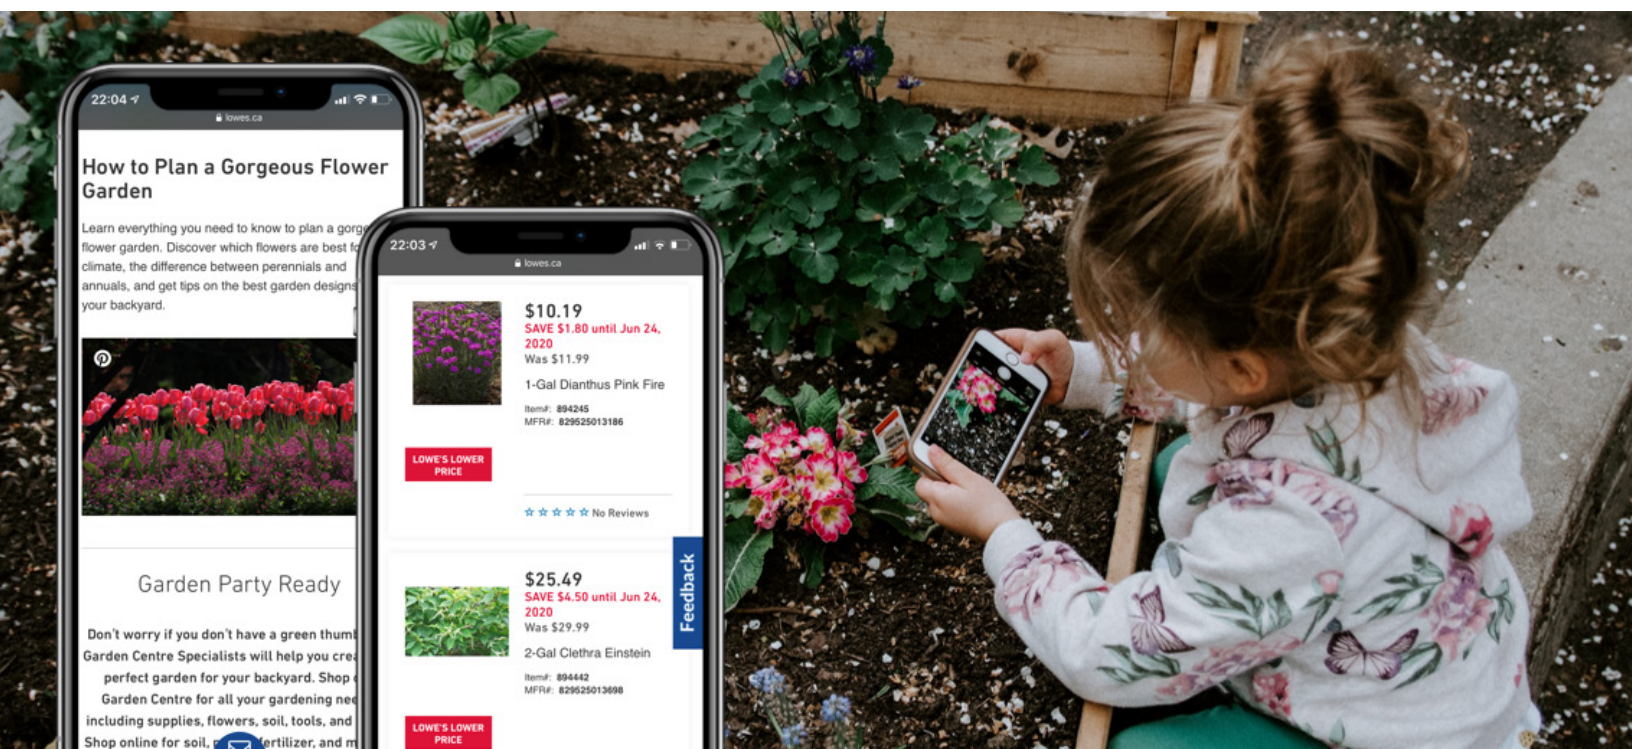 22:04
lowes.ca
How to Plan a Gorgeous Flower
Garden
Learn everything you need to know to plan a
flower garden. Discover which flowers are best
climate, the difference between perennials and
annuals, and get tips on the best garden designs
your backyard.
Garden Party Ready
Don't worry if you don't have a green
Garden Centre Specialists will help you
perfect garden for your backyard. Shop
Garden Centre for all your gardening
including supplies, flowers, soil, tools, and
Shop online for soil, fertilizer, and
22:03
lowes.ca
$10.19
SAVE $1.80 until Jun 24,
2020
Was $11.99
1-Gal Dianthus Pink Fire
Item#: 894245
MFR#: 829525013186
LOWE'S LOWER
PRICE
No Reviews
Feedback
$25.49
SAVE $4.50 until Jun 24,
2020
Was $29.99
2-Gal Clethra Einstein
Item#: 894442
MFR#: 829525013698
LOWE'S LOWER
PRICE